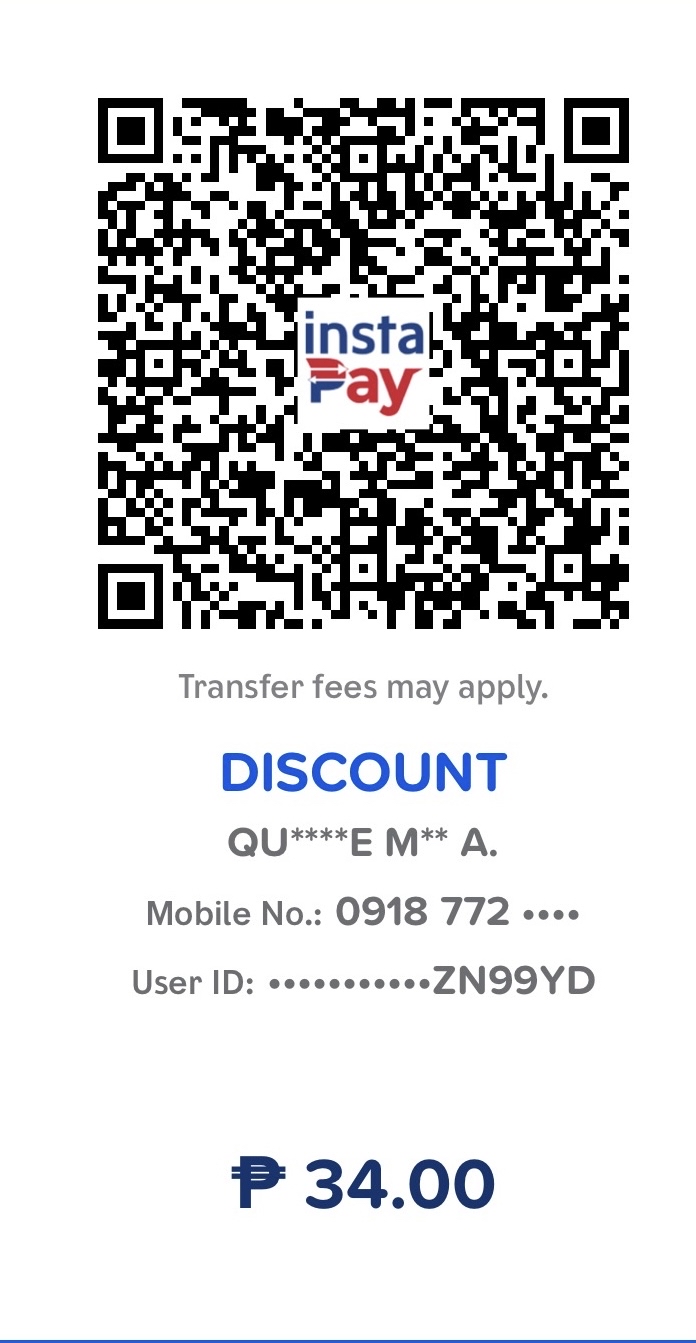 insta
Pay
Transfer fees may apply.
DISCOUNT
QU****E M** A.
Mobile No.: 0918 772 ••••
User ID: •••••••••••ZN99YD
₱ 34.00